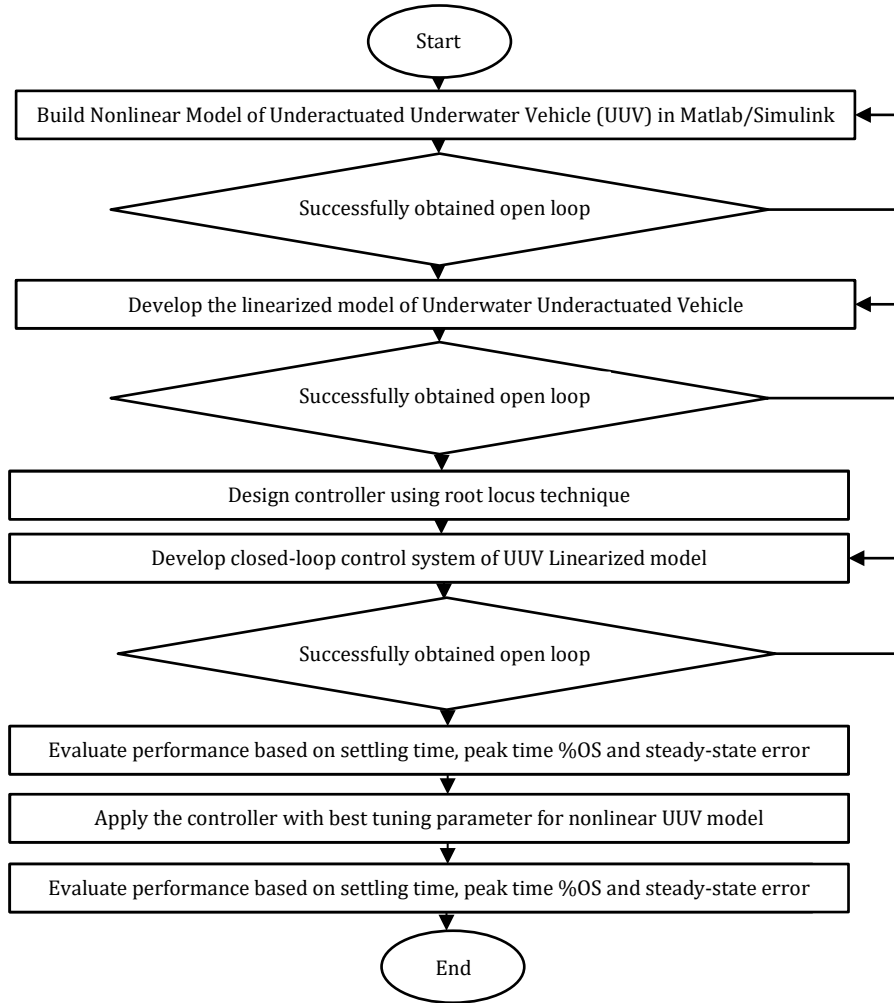 Start
Build Nonlinear Model of Underactuated Underwater Vehicle (UUV) in Matlab/Simulink
Successfully obtained open loop
Develop the linearized model of Underwater Underactuated Vehicle
Successfully obtained open loop
Design controller using root locus technique
Develop closed-loop control system of UUV Linearized model
Successfully obtained open loop
Evaluate performance based on settling time, peak time %OS and steady-state error
Apply the controller with best tuning parameter for nonlinear UUV model
Evaluate performance based on settling time, peak time %OS and steady-state error
End